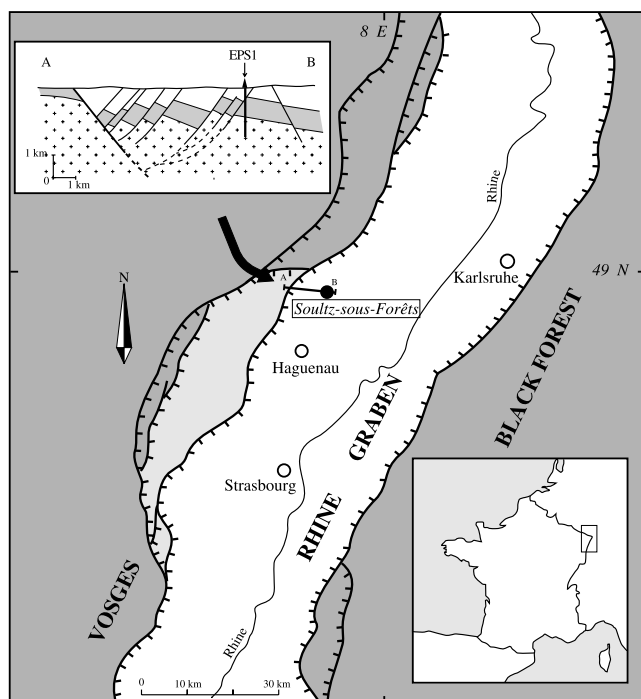 8 E
EPS1
A
B
1 km
0
1 km
Rhine
N
49 N
Karlsruhe
A
B
Soultz-sous-Forêts
Haguenau
BLACK FOREST
GRABEN
Strasbourg
RHINE
VOSGES
Rhine
0 10 km 30 km